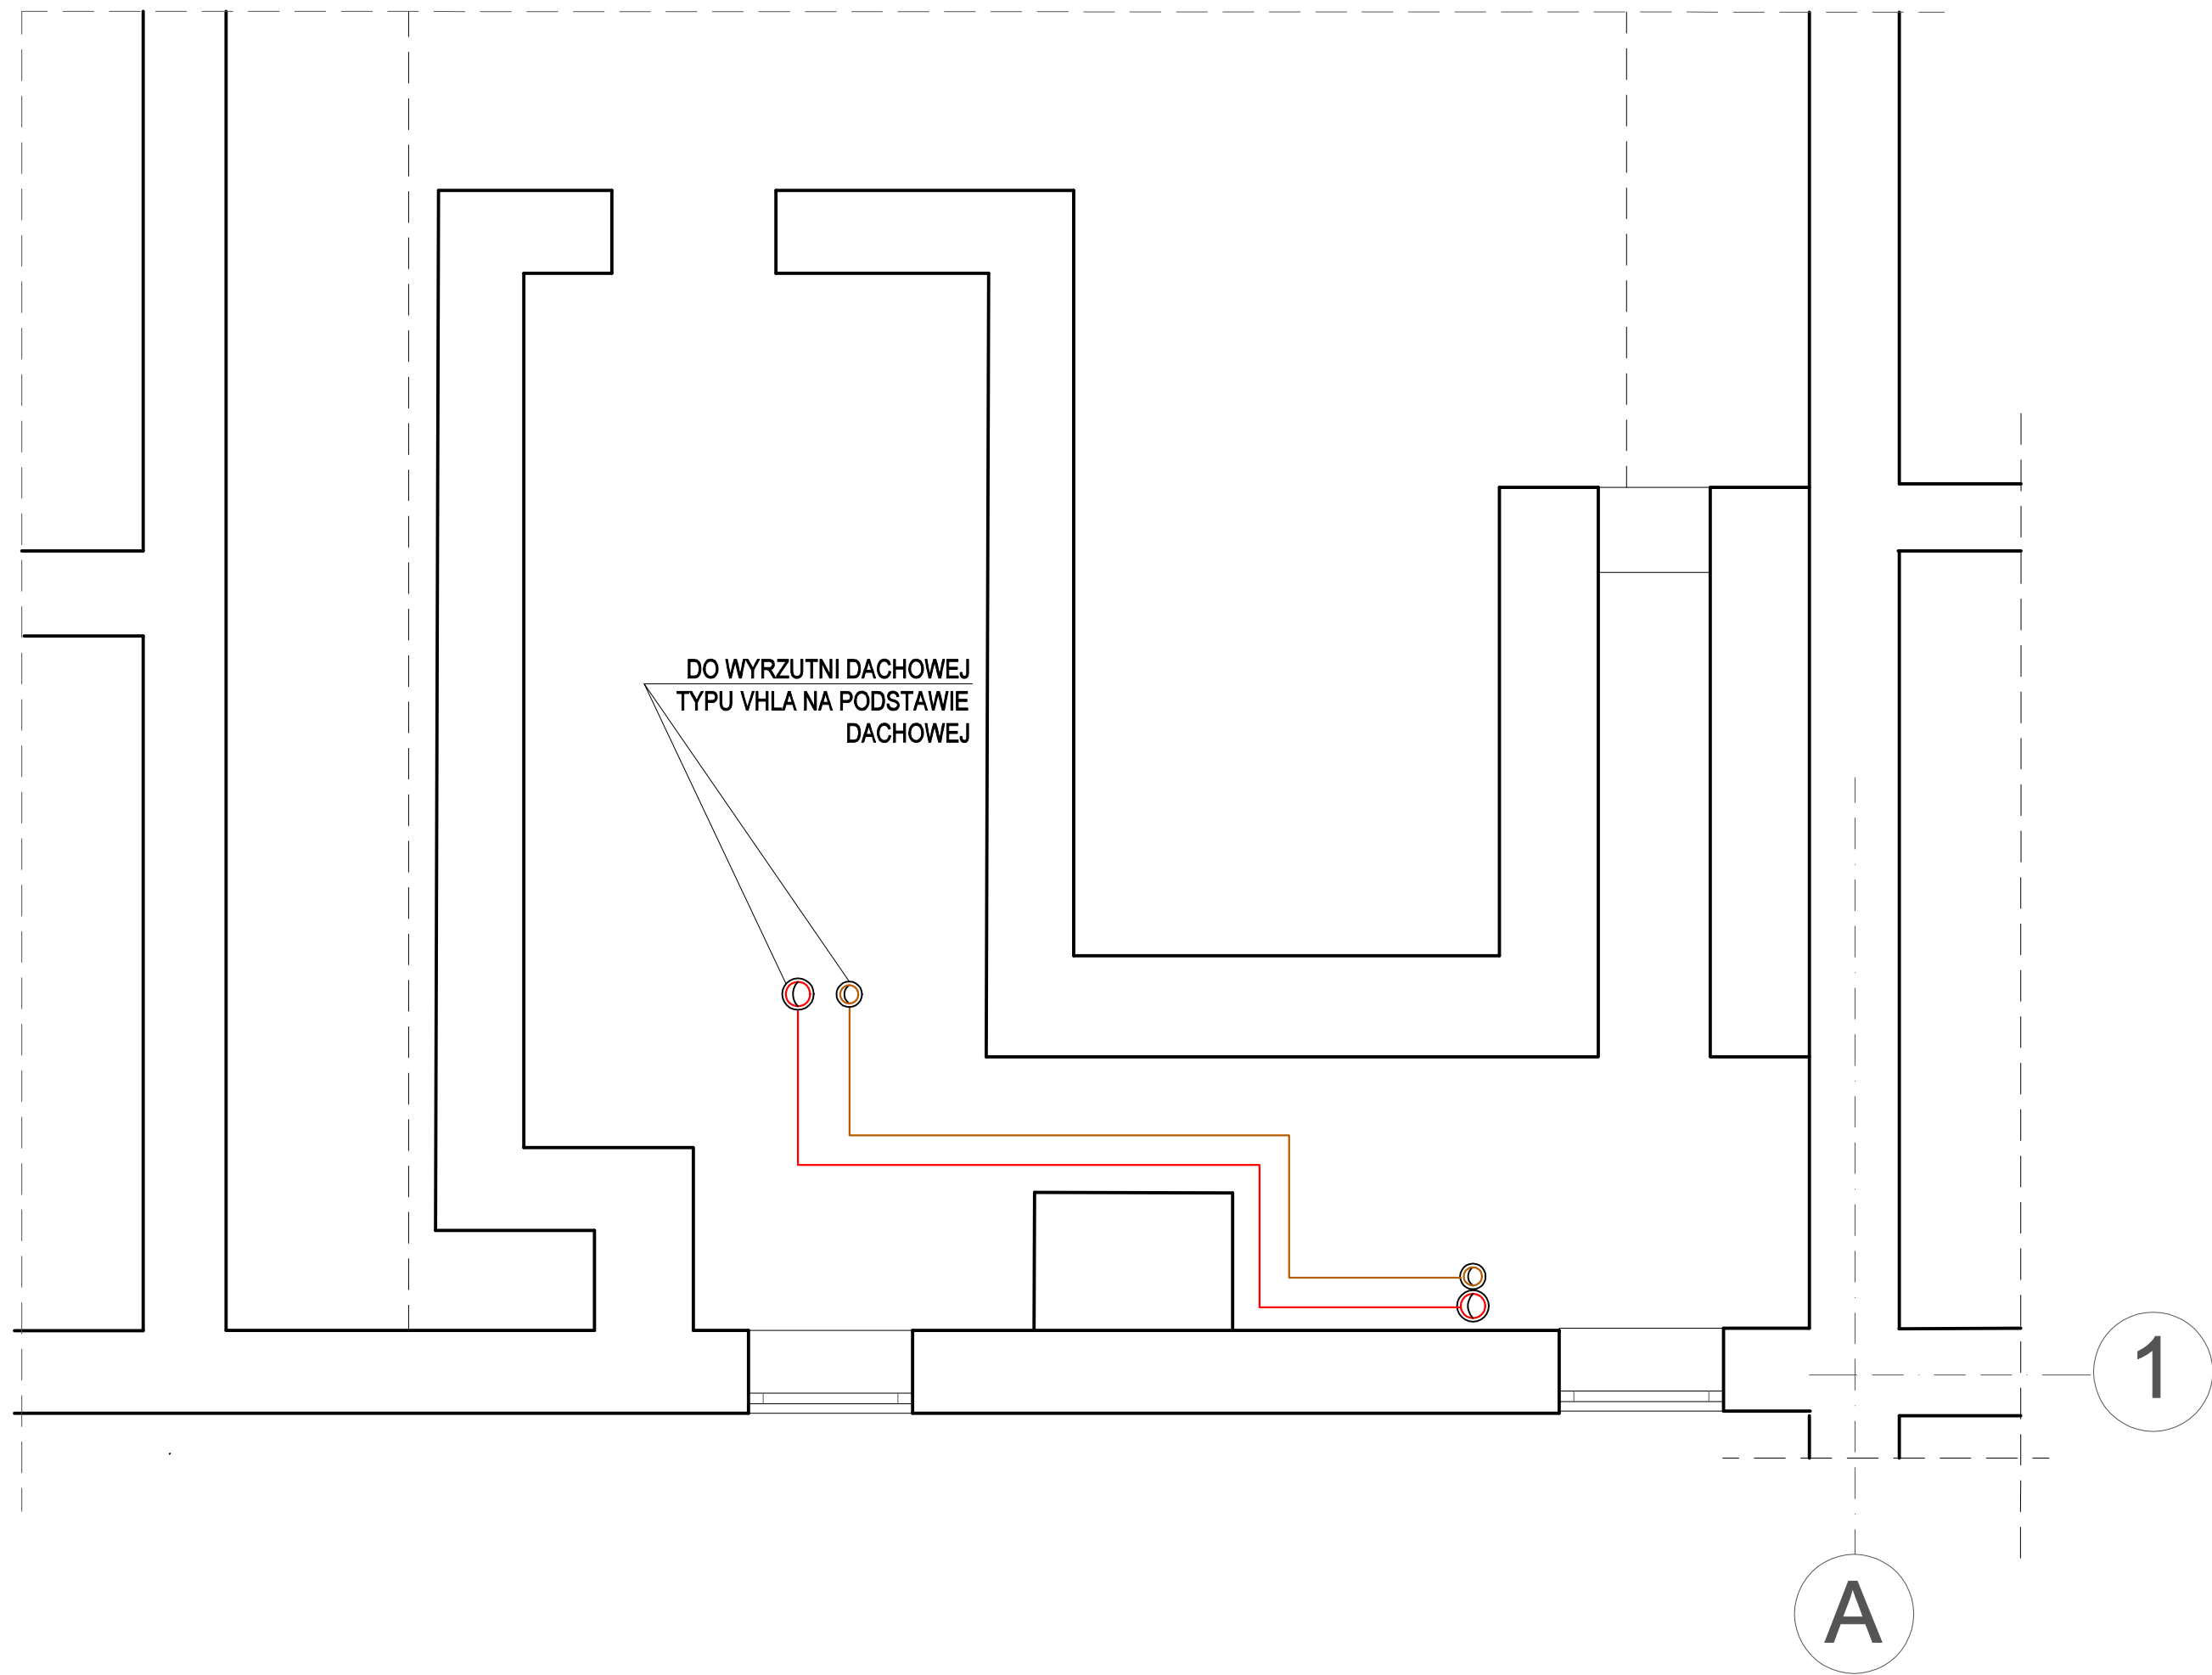 DO WYRZUTNI DACHOWEJ
TYPU VHLA NA PODSTAWIE
DACHOWEJ
1
A